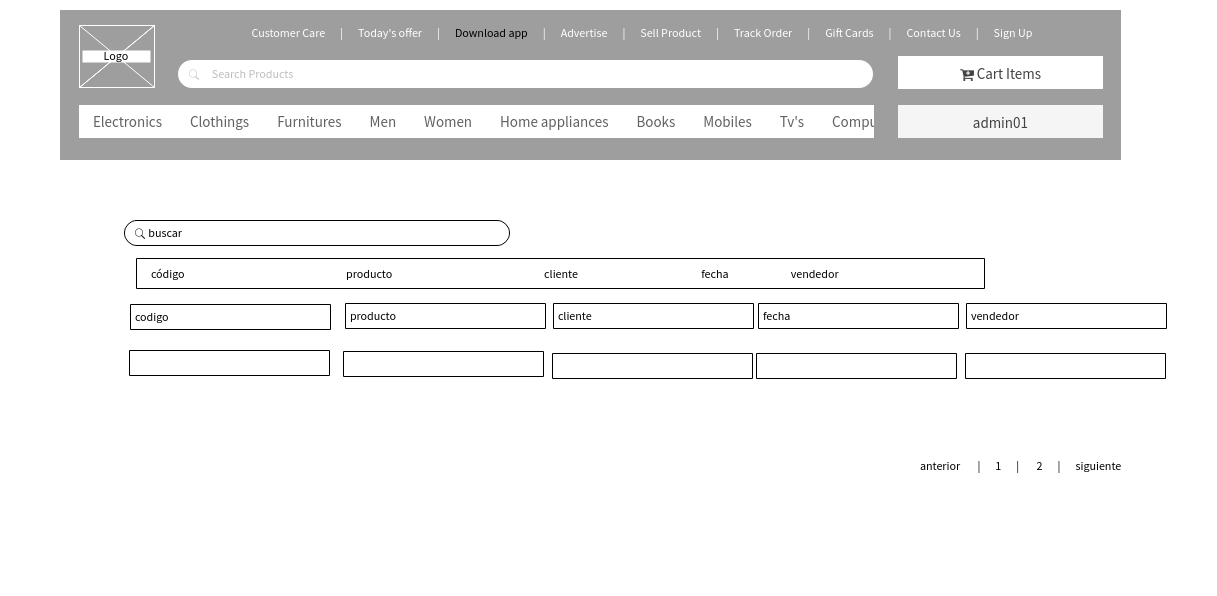 Customer Care | Today's offer | Download app | Advertise | Sell Product | Track Order | Gift Cards | Contact Us | Sign Up
Logo
Search Products
Cart Items
Electronics Clothings Furnitures Men Women Home appliances Books Mobiles Tv's Compu
admin01
buscar
código producto cliente fecha vendedor
codigo producto cliente fecha vendedor
anterior | 1 | 2 | siguiente